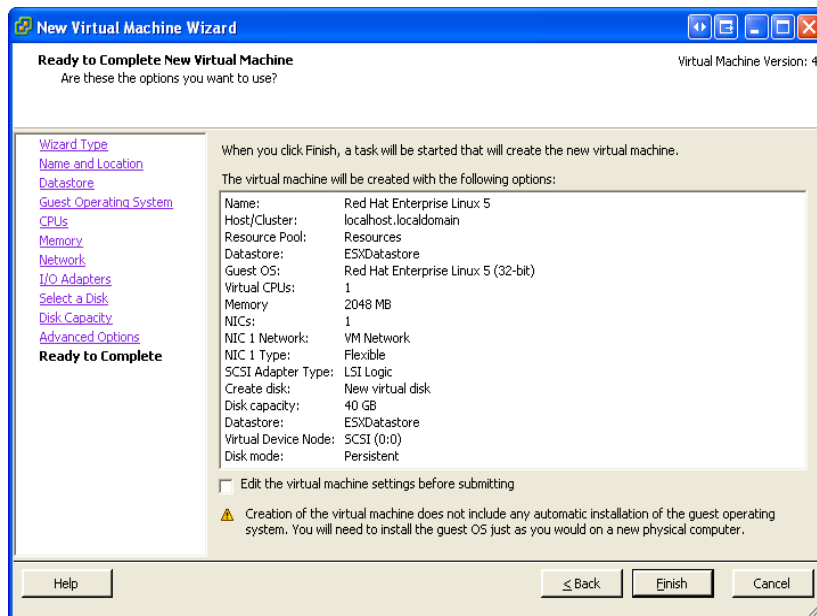 New Virtual Machine Wizard
Ready to Complete New Virtual Machine
Are these the options you want to use?
Virtual Machine Version: 4
Wizard Type
Name and Location
Datastore
Guest Operating System
CPUs
Memory
Network
I/O Adapters
Select a Disk
Disk Capacity
Advanced Options
Ready to Complete
When you click Finish, a task will be started that will create the new virtual machine.
The virtual machine will be created with the following options:
Name: Red Hat Enterprise Linux 5
Host/Cluster: localhost.localdomain
Resource Pool: Resources
Datastore: ESXDatastore
Guest OS: Red Hat Enterprise Linux 5 (32-bit)
Virtual CPUs: 1
Memory 2048 MB
NICs: 1
NIC 1 Network: VM Network
NIC 1 Type: Flexible
SCSI Adapter Type: LSI Logic
Create disk: New virtual disk
Disk capacity: 40 GB
Datastore: ESXDatastore
Virtual Device Node: SCSI (0:0)
Disk mode: Persistent
Edit the virtual machine settings before submitting
Creation of the virtual machine does not include any automatic installation of the guest operating
system. You will need to install the guest OS just as you would on a new physical computer.
Help
< Back
Finish
Cancel